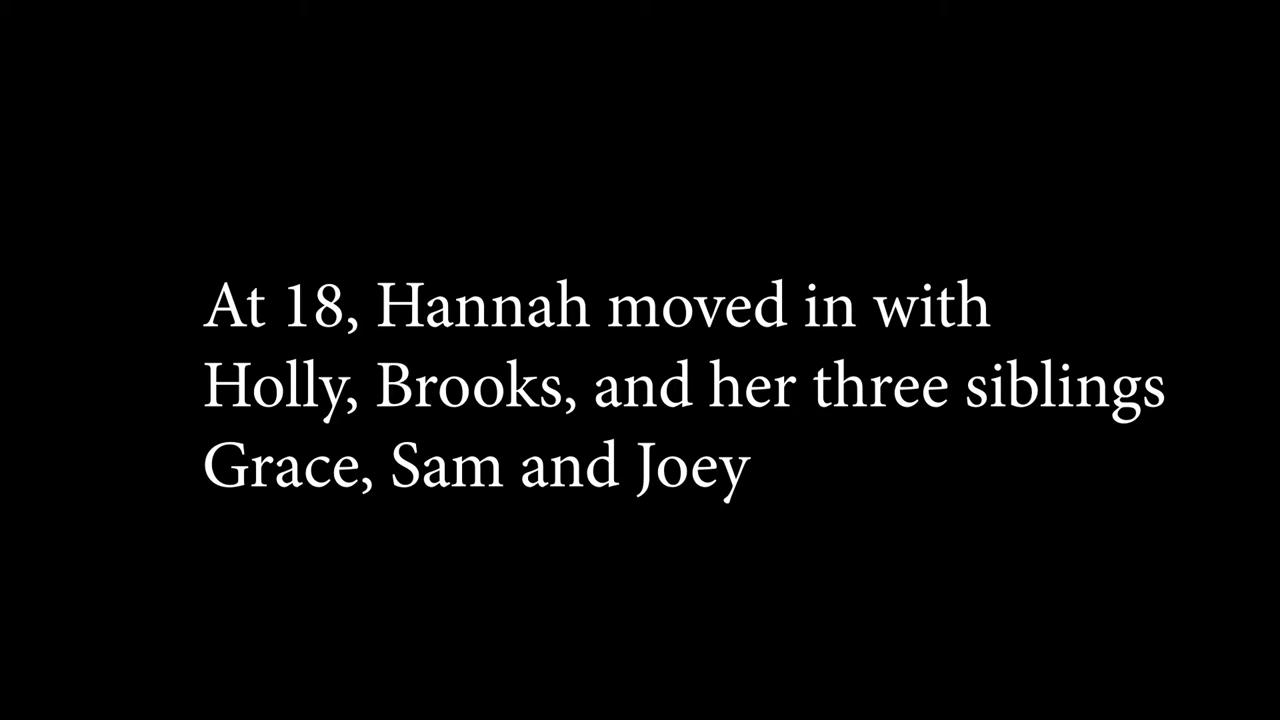 At 18, Hannah moved in with
Holly, Brooks, and her three siblings
Grace, Sam and Joey